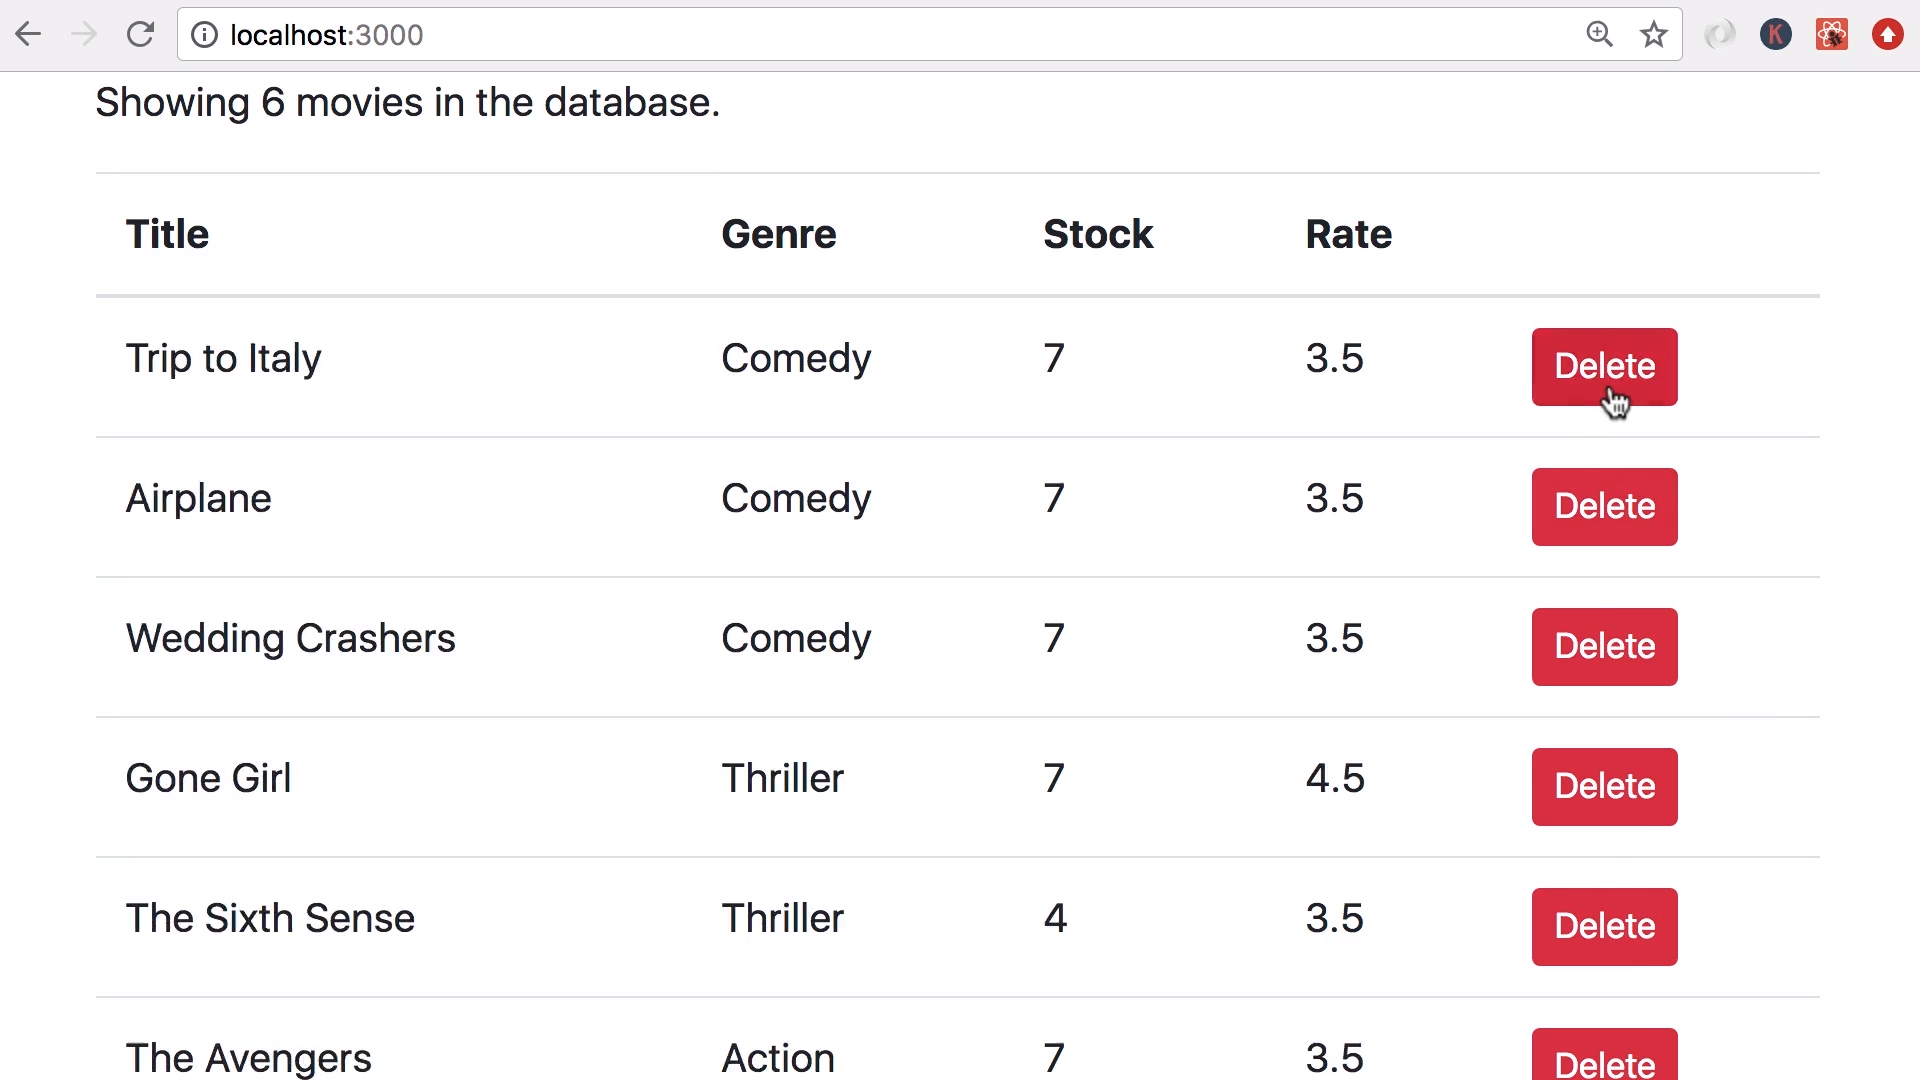 localhost:3000
K
Showing 6 movies in the database.
Title Genre Stock Rate
Trip to Italy Comedy 7 3.5 Delete
Airplane Comedy 7 3.5 Delete
Wedding Crashers Comedy 7 3.5 Delete
Gone Girl Thriller 7 4.5 Delete
The Sixth Sense Thriller 4 3.5 Delete
The Avengers Action 7 3.5 Delete